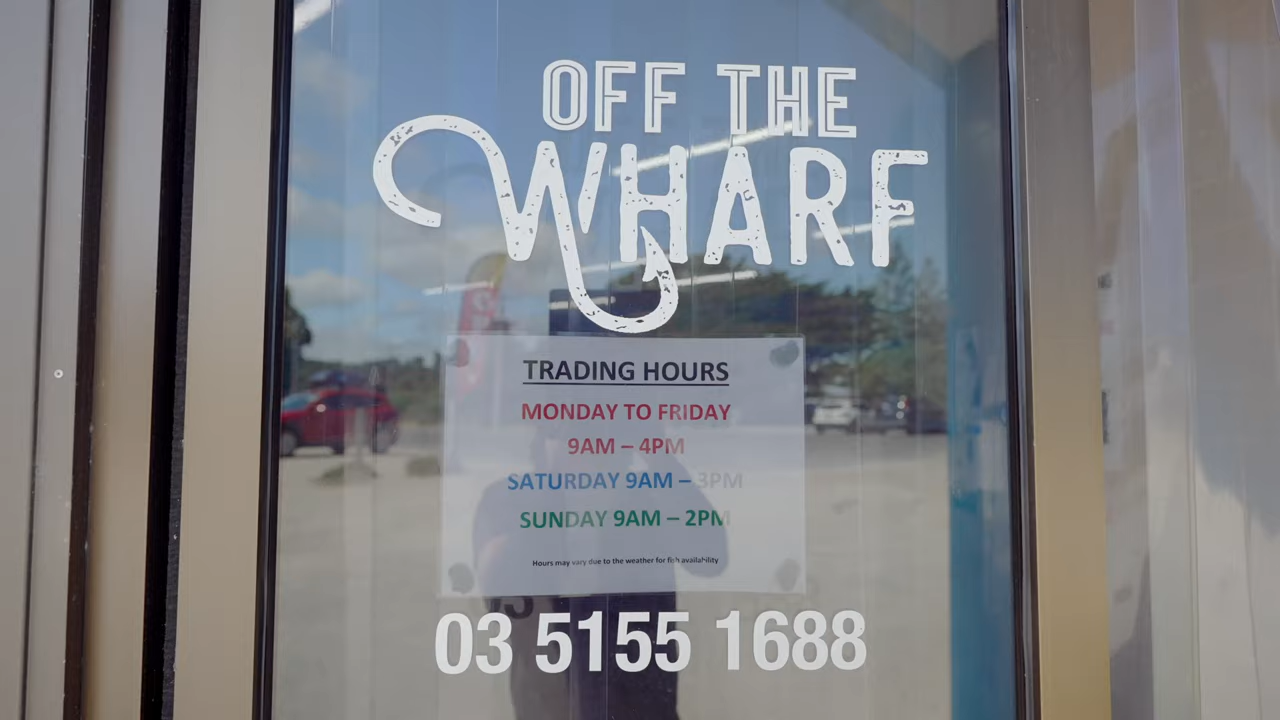 OFF THE
WHARF
TRADING HOURS
MONDAY TO FRIDAY
9AM – 4PM
SATURDAY 9AM – 3PM
SUNDAY 9AM – 2PM
Hours may vary due to the weather for fish availability
03 5155 1688